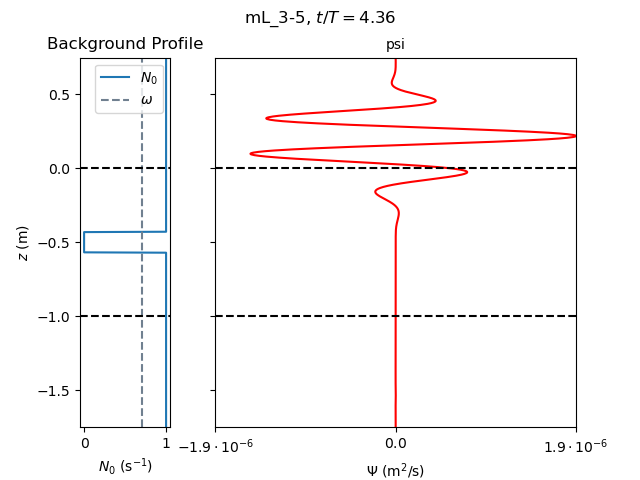 mL_3-5, t/T = 4.36
Background Profile
psi
N₀
ω
0.5
0.0
−0.5
−1.0
−1.5
z (m)
0
1
−1.9 · 10⁻⁶
0.0
1.9 · 10⁻⁶
N₀ (s⁻¹)
Ψ (m²/s)